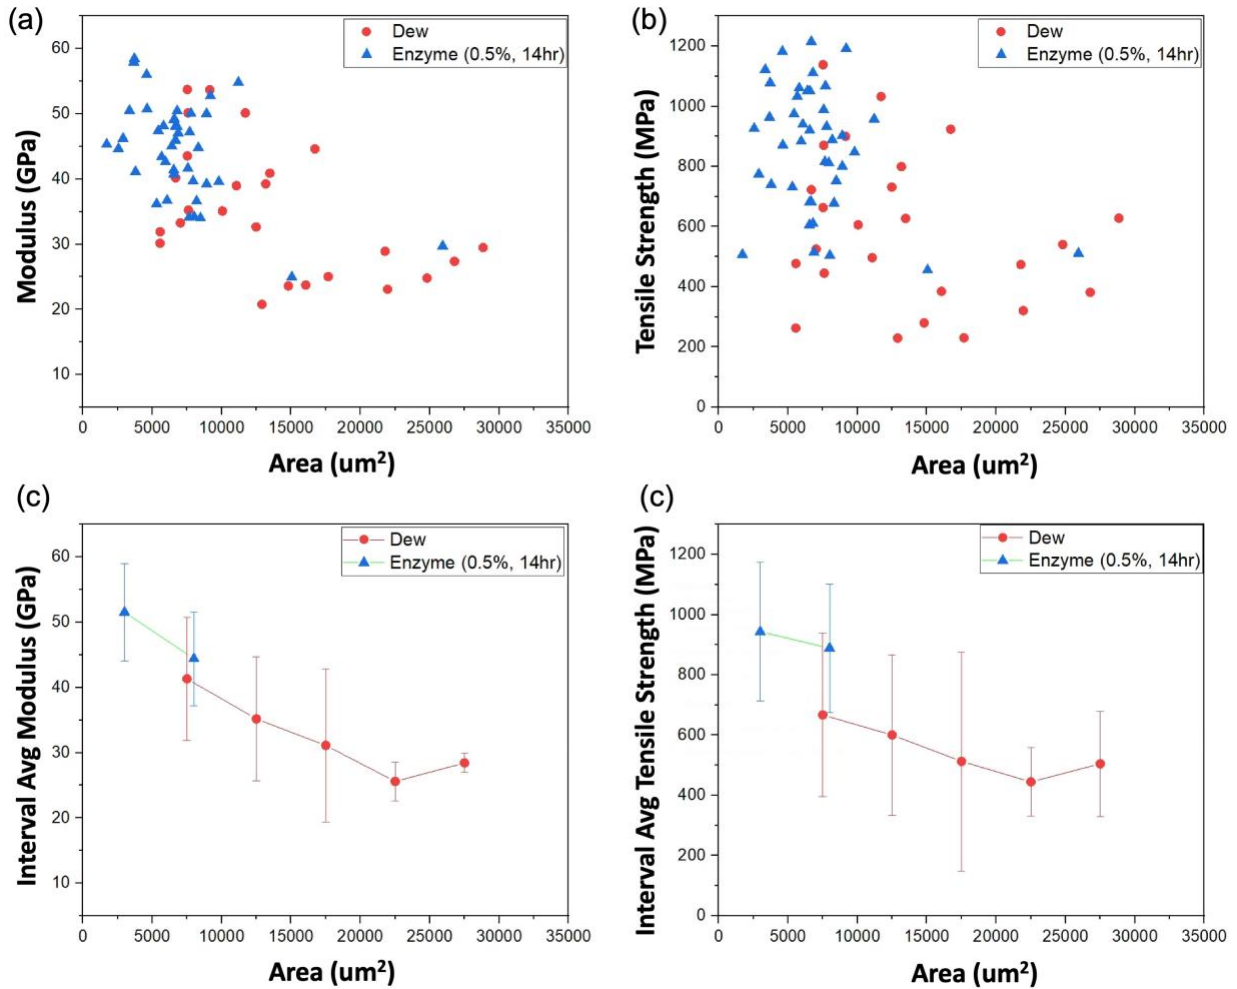 (a)
Dew
Enzyme (0.5%, 14hr)
60
50
40
30
20
10
0 5000 10000 15000 20000 25000 30000 35000
Modulus (GPa)
Area (um²)
(b)
Dew
Enzyme (0.5%, 14hr)
1200
1000
800
600
400
200
0
0 5000 10000 15000 20000 25000 30000 35000
Tensile Strength (MPa)
Area (um²)
(c)
Dew
Enzyme (0.5%, 14hr)
60
50
40
30
20
10
0 5000 10000 15000 20000 25000 30000 35000
Interval Avg Modulus (GPa)
Area (um²)
(c)
Dew
Enzyme (0.5%, 14hr)
1200
1000
800
600
400
200
0
0 5000 10000 15000 20000 25000 30000 35000
Interval Avg Tensile Strength (MPa)
Area (um²)